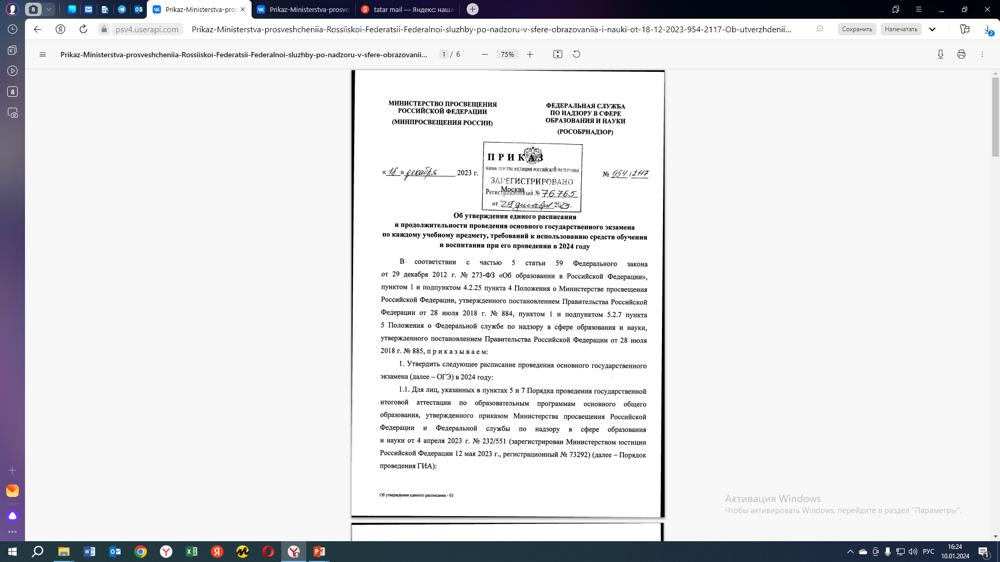 Prikaz-Ministerstva-pros
Prikaz-Ministerstva-prosve
tatar mail — Яндекс: нашл
psv4.userapi.com
Prikaz-Ministerstva-prosveshcheniia-Rossiiskoi-Federatsii-Federalnoi-sluzhby-po-nadzoru-v-sfere-obrazovaniia-i-nauki-ot-18-12-2023-954-2117-Ob-utverzhdenii...
Сохранить
Напечатать
2
8
8
Prikaz-Ministerstva-prosveshcheniia-Rossiiskoi-Federatsii-Federalnoi-sluzhby-po-nadzoru-v-sfere-obrazovanii...
1 / 6
75%
МИНИСТЕРСТВО ПРОСВЕЩЕНИЯ
РОССИЙСКОЙ ФЕДЕРАЦИИ
(МИНПРОСВЕЩЕНИЯ РОССИИ)
ФЕДЕРАЛЬНАЯ СЛУЖБА
ПО НАДЗОРУ В СФЕРЕ
ОБРАЗОВАНИЯ И НАУКИ
(РОСОБРНАДЗОР)
П Р И К А З
МИНИСТЕРСТВО ЮСТИЦИИ РОССИЙСКОЙ ФЕДЕРАЦИИ
«18» декабря 2023 г.
№ 954/2117
ЗАРЕГИСТРИРОВАНО
Москва
Регистрационный № 76765
от "29" декабря 2023г.
Об утверждении единого расписания
и продолжительности проведения основного государственного экзамена
по каждому учебному предмету, требований к использованию средств обучения
и воспитания при его проведении в 2024 году
В соответствии с частью 5 статьи 59 Федерального закона
от 29 декабря 2012 г. № 273-ФЗ «Об образовании в Российской Федерации»,
пунктом 1 и подпунктом 4.2.25 пункта 4 Положения о Министерстве просвещения
Российской Федерации, утвержденного постановлением Правительства Российской
Федерации от 28 июля 2018 г. № 884, пунктом 1 и подпунктом 5.2.7 пункта
5 Положения о Федеральной службе по надзору в сфере образования и науки,
утвержденного постановлением Правительства Российской Федерации от 28 июля
2018 г. № 885, п р и к а з ы в а е м:
1. Утвердить следующее расписание проведения основного государственного
экзамена (далее – ОГЭ) в 2024 году:
1.1. Для лиц, указанных в пунктах 5 и 7 Порядка проведения государственной
итоговой аттестации по образовательным программам основного общего
образования, утвержденного приказом Министерства просвещения Российской
Федерации и Федеральной службы по надзору в сфере образования
и науки от 4 апреля 2023 г. № 232/551 (зарегистрирован Министерством юстиции
Российской Федерации 12 мая 2023 г., регистрационный № 73292) (далее – Порядок
проведения ГИА):
Об утверждении единого расписания - 03
Активация Windows
Чтобы активировать Windows, перейдите в раздел "Параметры".
РУС
16:24
10.01.2024
1